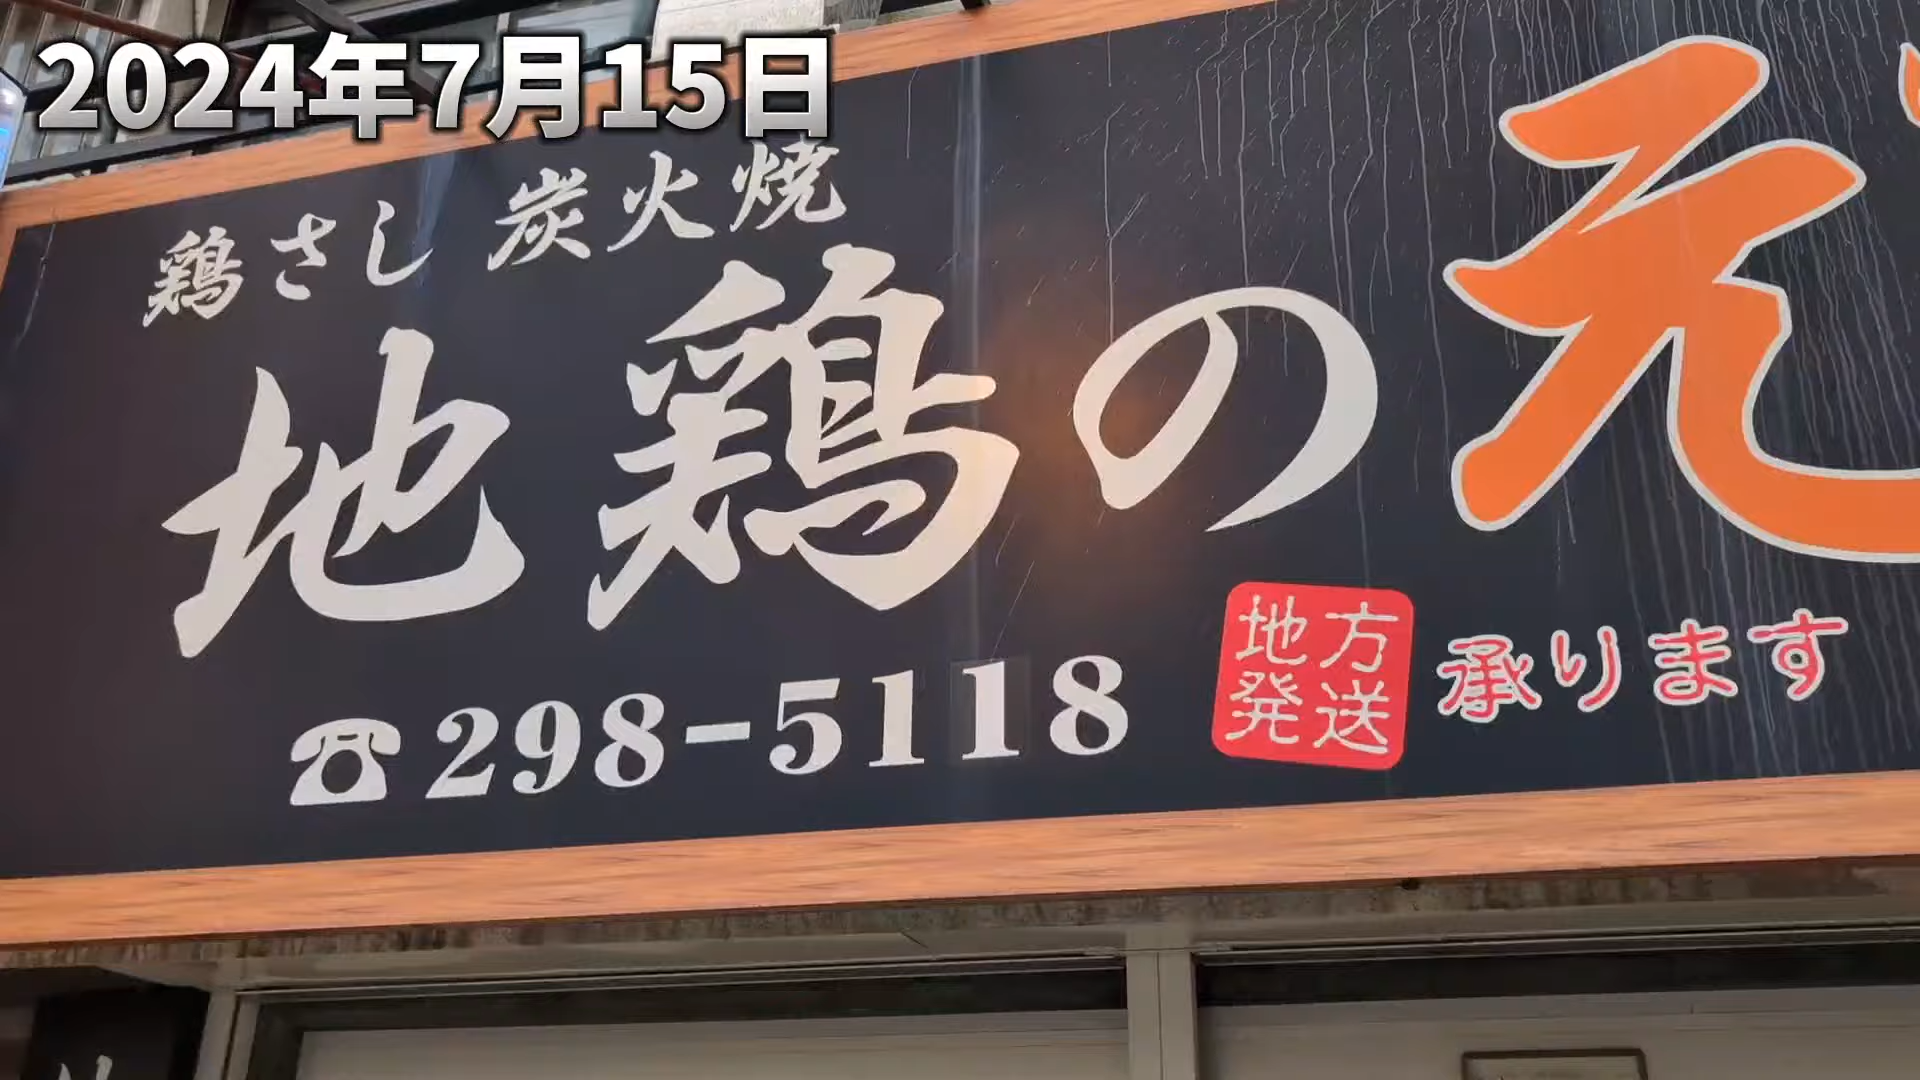 2024年7月15日
鶏さし 炭火焼
地鶏の元
☎298-5118
地方
発送
承ります